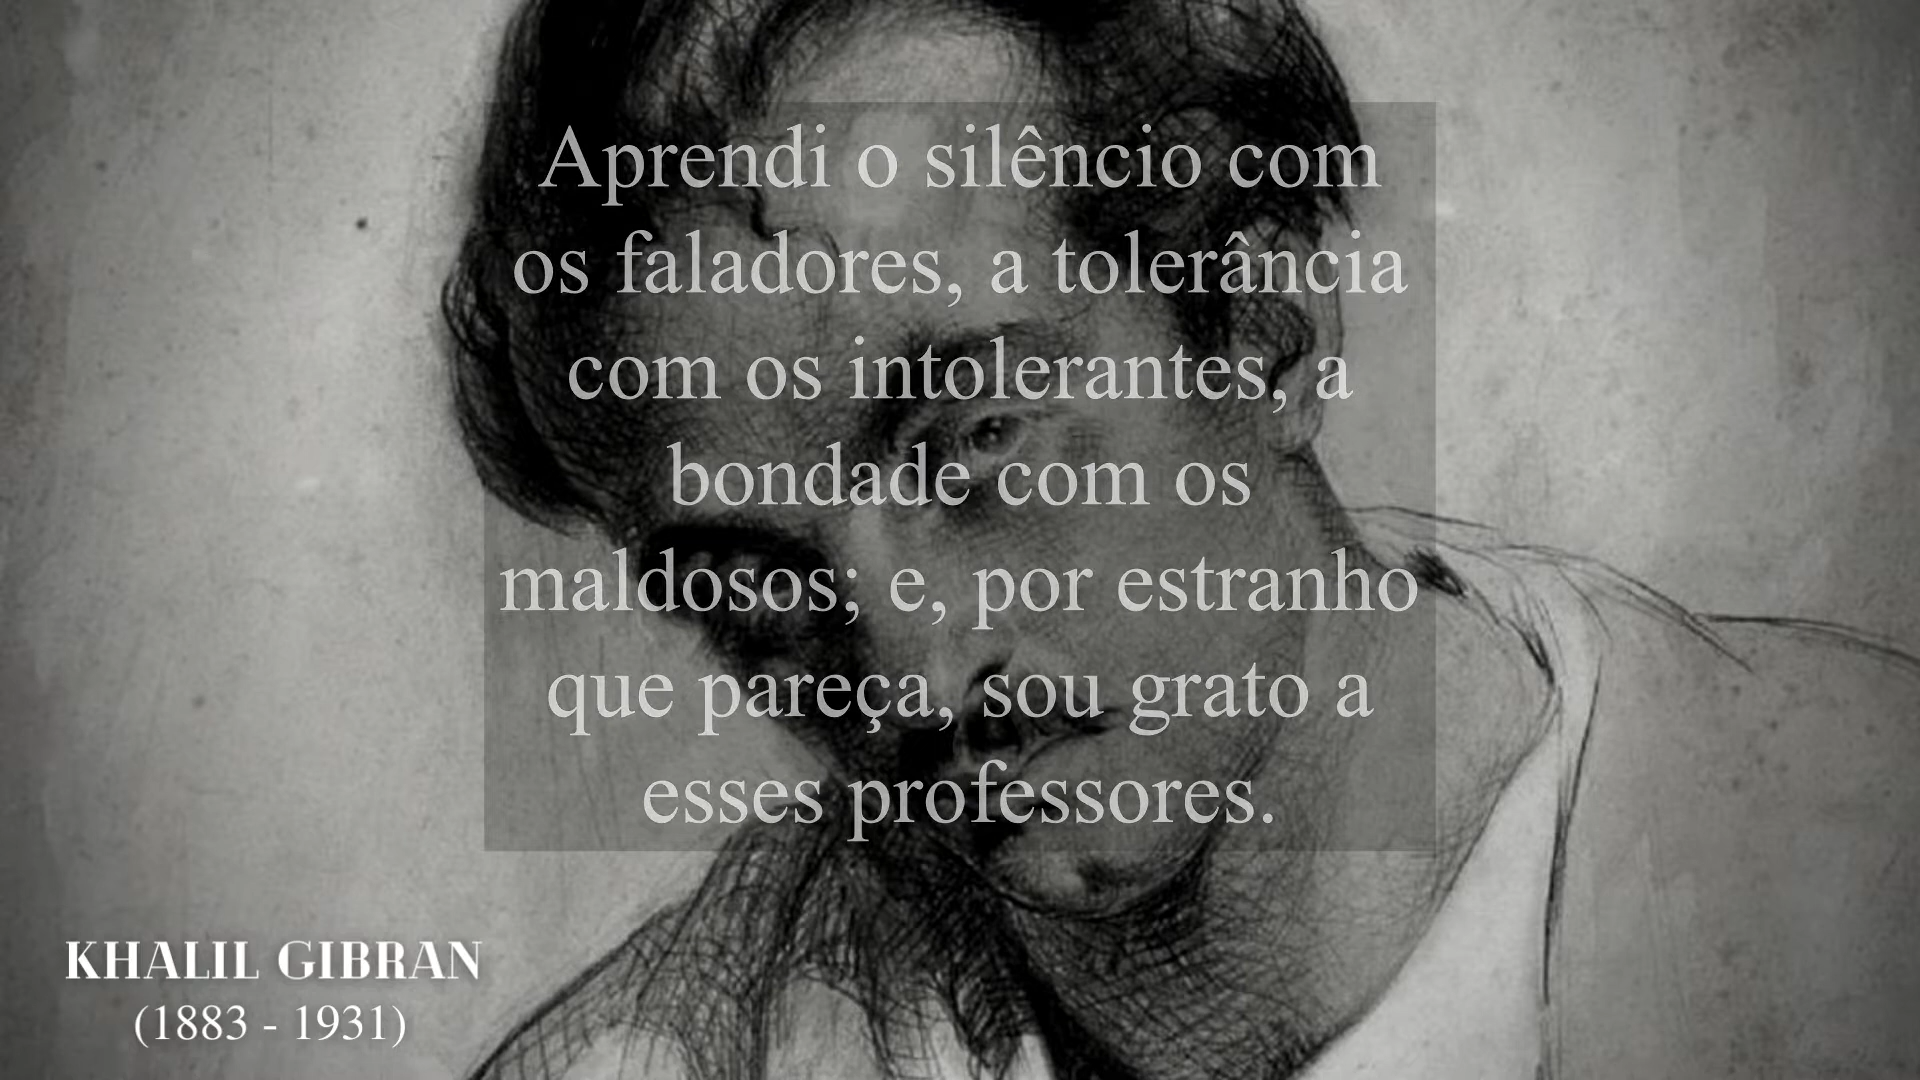 Aprendi o silêncio com
os faladores, a tolerância
com os intolerantes, a
bondade com os
maldosos; e, por estranho
que pareça, sou grato a
esses professores.
KHALIL GIBRAN
(1883 - 1931)